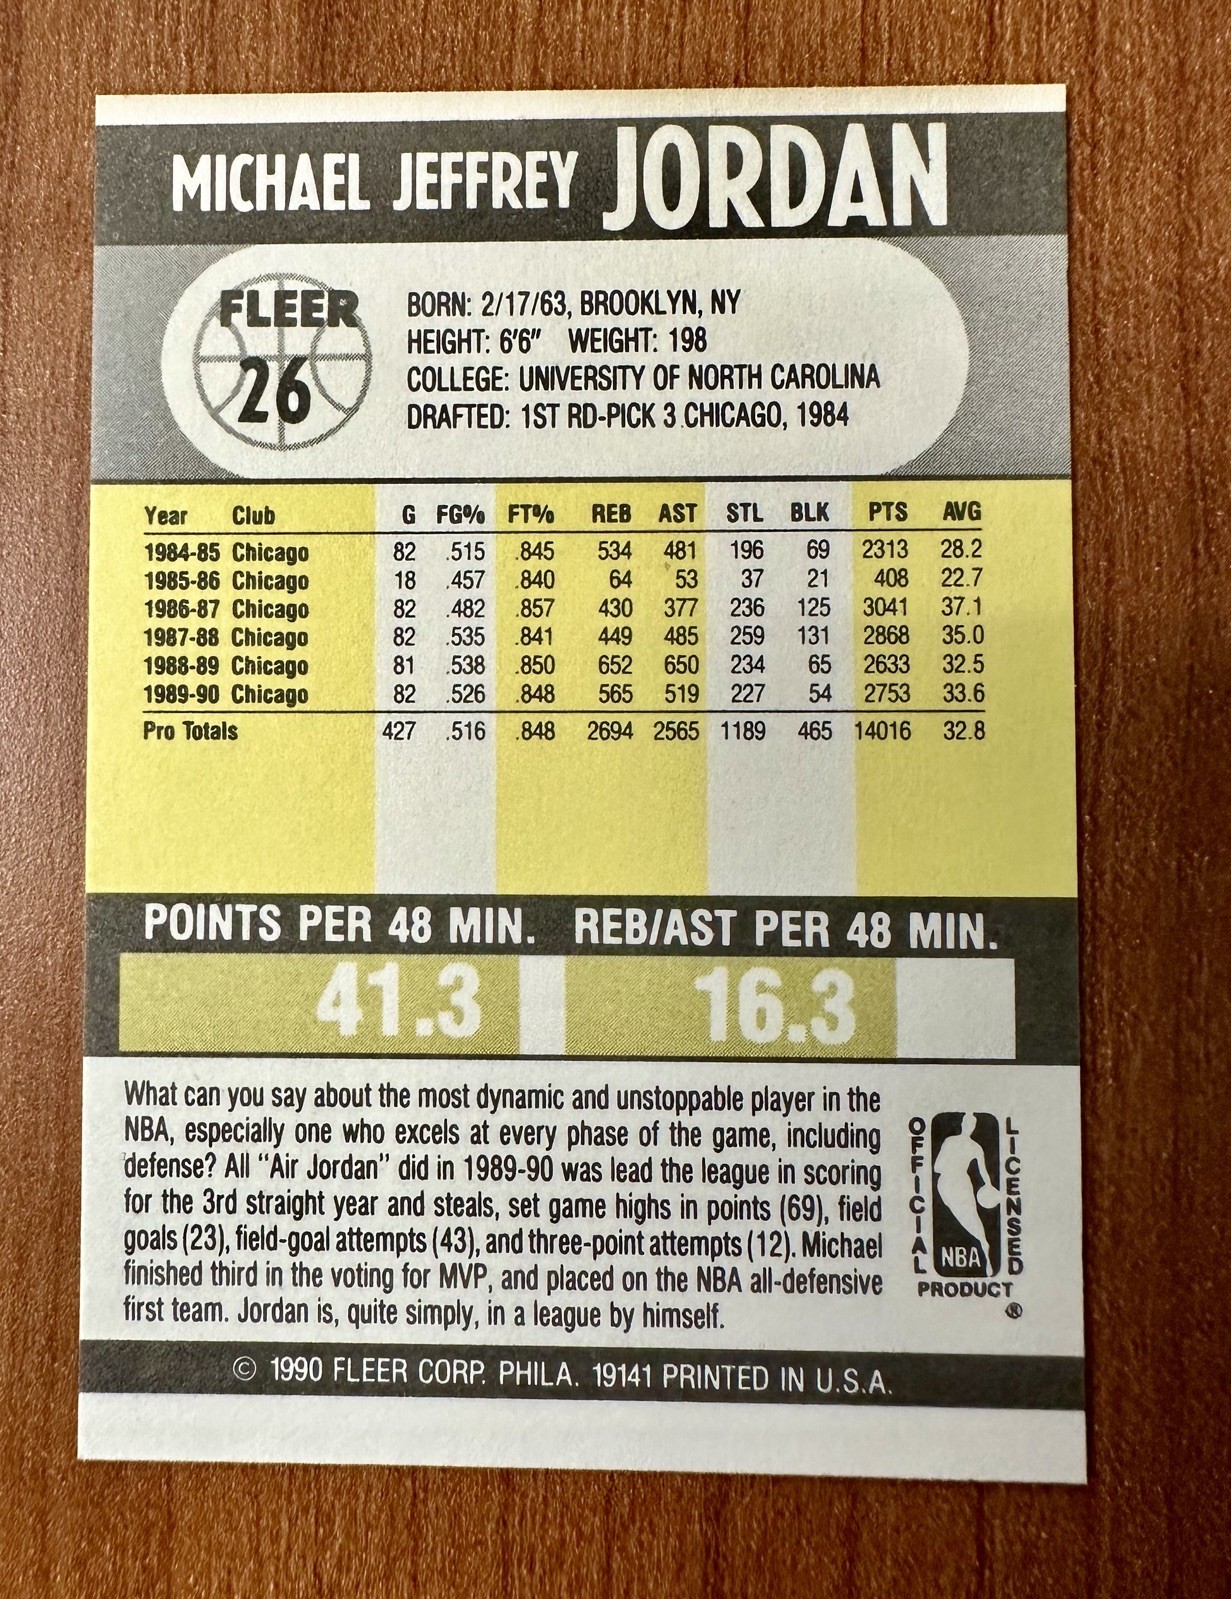 MICHAEL JEFFREY JORDAN
FLEER
26
BORN: 2/17/63, BROOKLYN, NY
HEIGHT: 6'6" WEIGHT: 198
COLLEGE: UNIVERSITY OF NORTH CAROLINA
DRAFTED: 1ST RD-PICK 3 CHICAGO, 1984
Year Club G FG% FT% REB AST STL BLK PTS AVG
1984-85 Chicago 82 .515 .845 534 481 196 69 2313 28.2
1985-86 Chicago 18 .457 .840 64 53 37 21 408 22.7
1986-87 Chicago 82 .482 .857 430 377 236 125 3041 37.1
1987-88 Chicago 82 .535 .841 449 485 259 131 2868 35.0
1988-89 Chicago 81 .538 .850 652 650 234 65 2633 32.5
1989-90 Chicago 82 .526 .848 565 519 227 54 2753 33.6
Pro Totals 427 .516 .848 2694 2565 1189 465 14016 32.8
POINTS PER 48 MIN. REB/AST PER 48 MIN.
41.3 16.3
What can you say about the most dynamic and unstoppable player in the
NBA, especially one who excels at every phase of the game, including
defense? All "Air Jordan" did in 1989-90 was lead the league in scoring
for the 3rd straight year and steals, set game highs in points (69), field
goals (23), field-goal attempts (43), and three-point attempts (12). Michael
finished third in the voting for MVP, and placed on the NBA all-defensive
first team. Jordan is, quite simply, in a league by himself.
OFFICIAL
NBA
LICENSED
PRODUCT
®
© 1990 FLEER CORP. PHILA. 19141 PRINTED IN U.S.A.